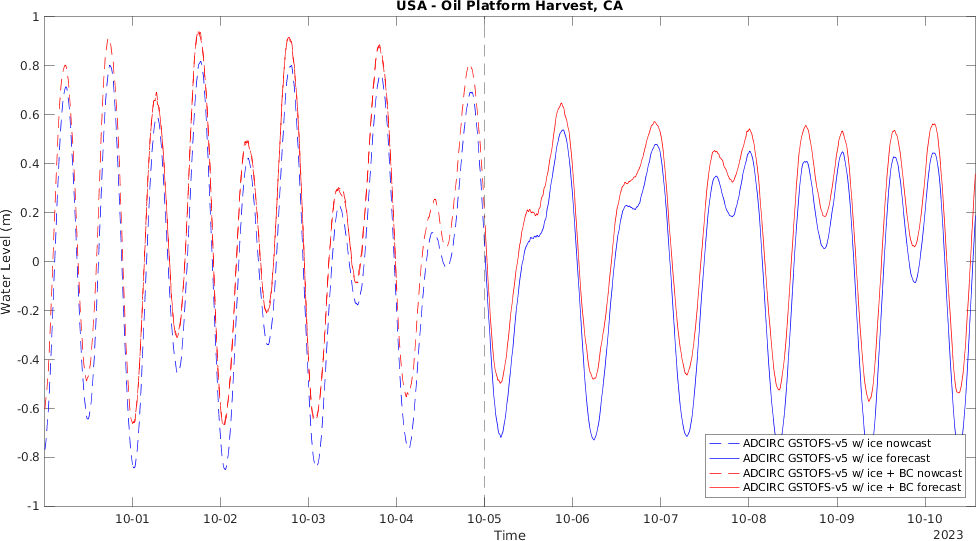 USA - Oil Platform Harvest, CA
1
0.8
0.6
0.4
0.2
0
-0.2
-0.4
-0.6
-0.8
-1
Water Level (m)
ADCIRC GSTOFS-v5 w/ ice nowcast
ADCIRC GSTOFS-v5 w/ ice forecast
ADCIRC GSTOFS-v5 w/ ice + BC nowcast
ADCIRC GSTOFS-v5 w/ ice + BC forecast
10-01 10-02 10-03 10-04 10-05 10-06 10-07 10-08 10-09 10-10
Time
2023